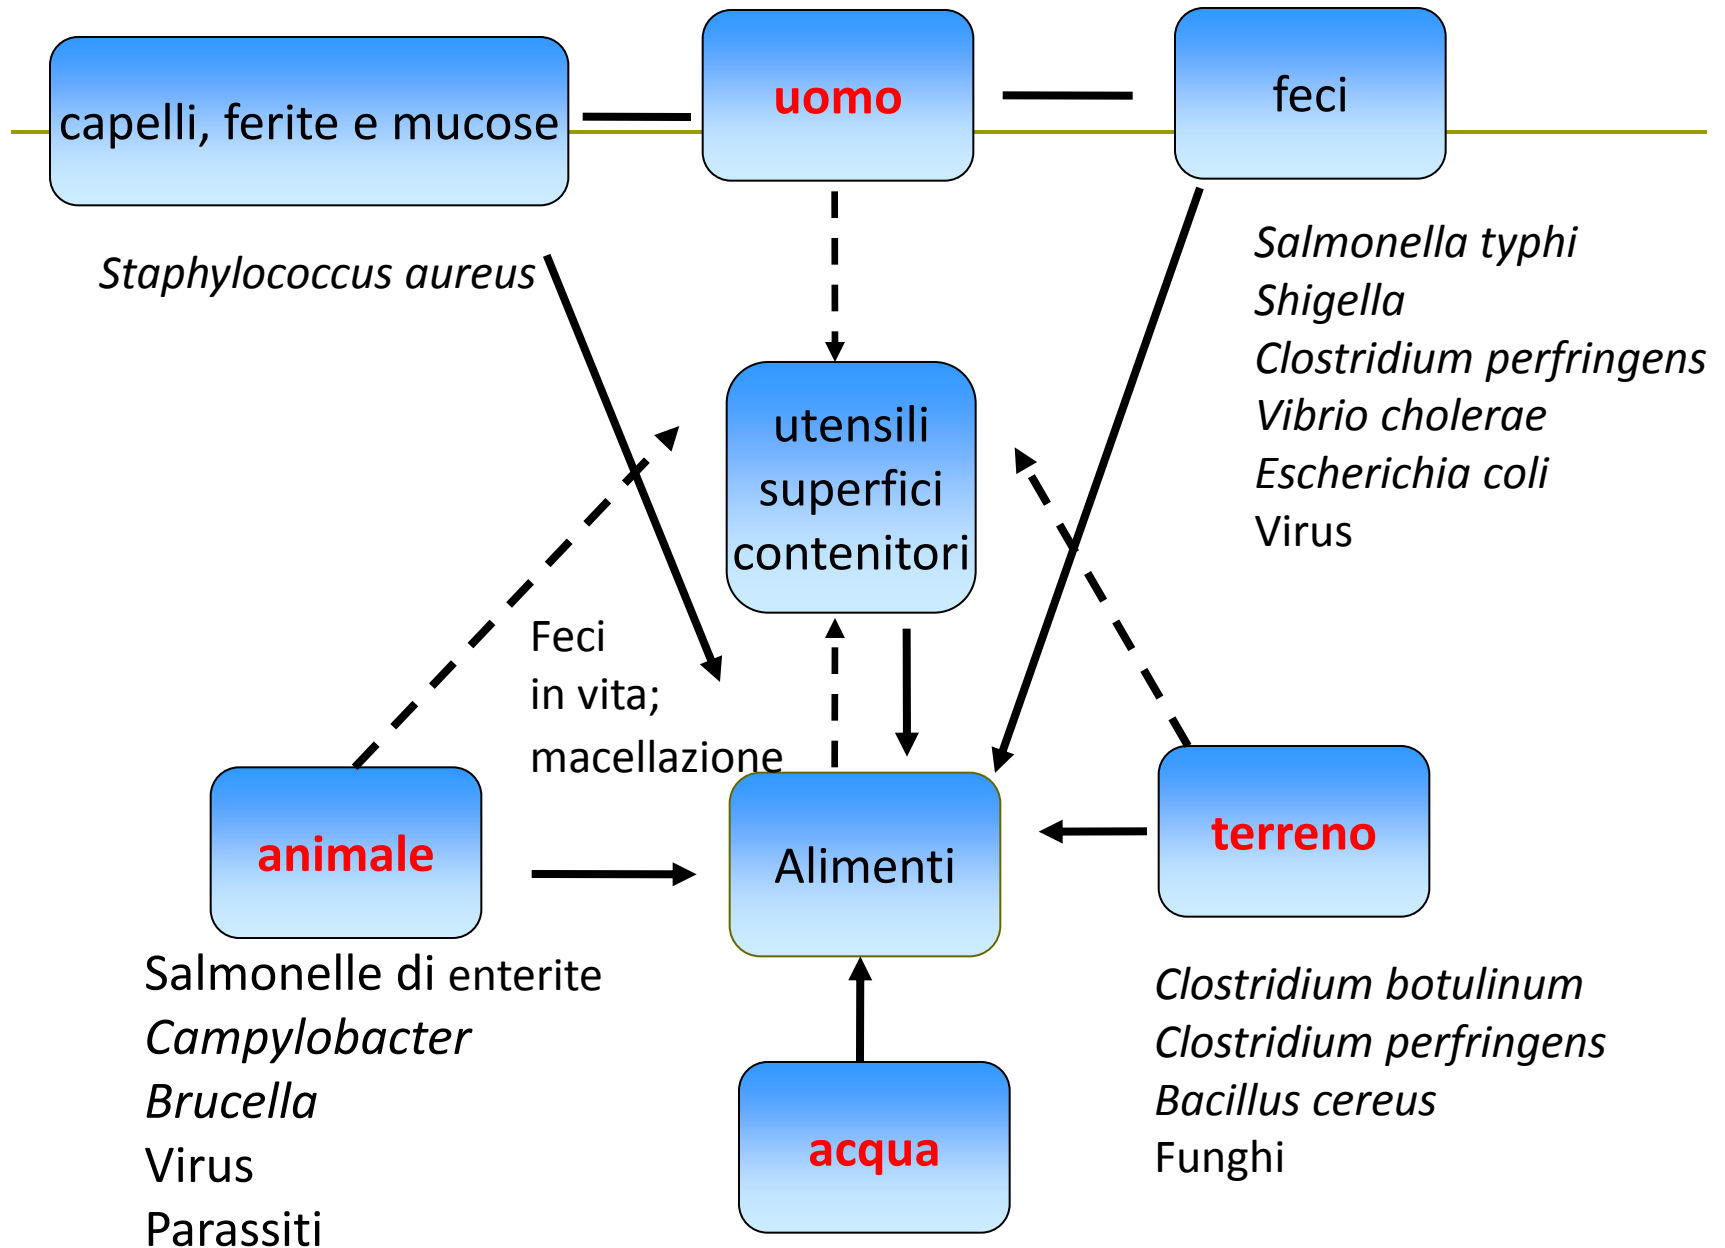 capelli, ferite e mucose
uomo
feci
Staphylococcus aureus
Salmonella typhi
Shigella
Clostridium perfringens
Vibrio cholerae
Escherichia coli
Virus
utensili
superfici
contenitori
Feci
in vita;
macellazione
animale
Alimenti
terreno
Salmonelle di enterite
Campylobacter
Brucella
Virus
Parassiti
acqua
Clostridium botulinum
Clostridium perfringens
Bacillus cereus
Funghi